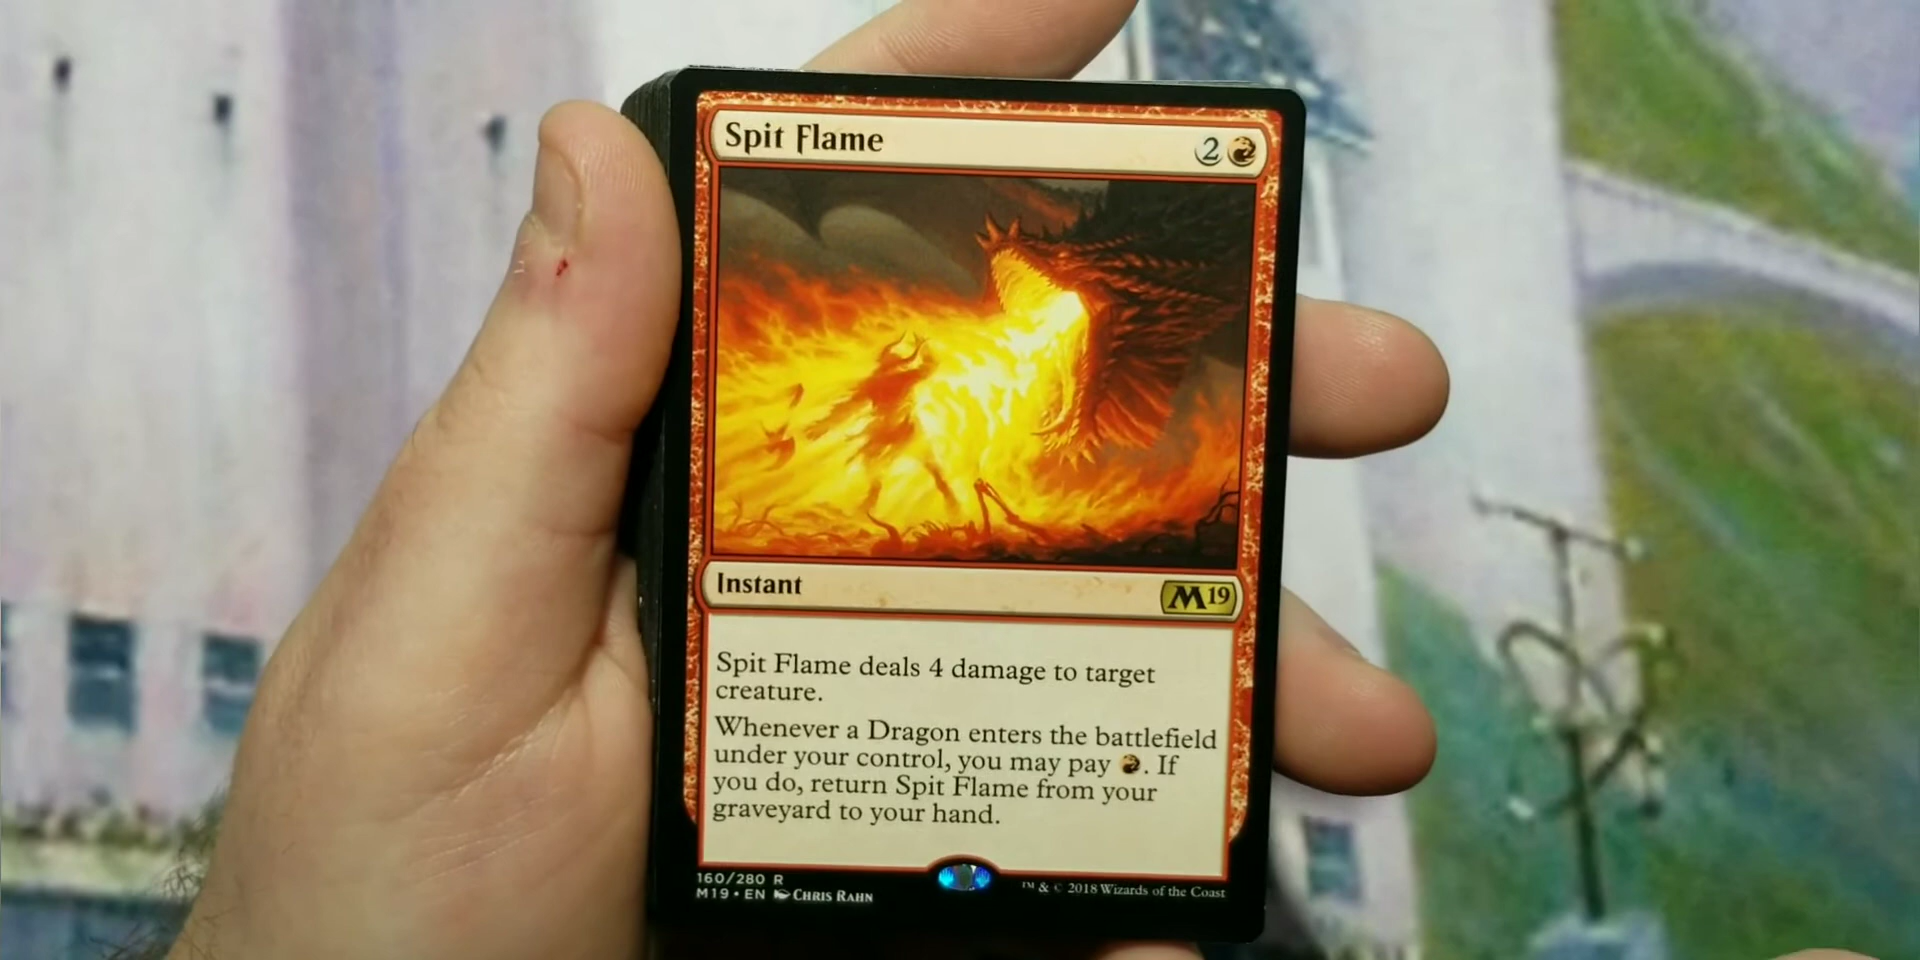 Spit Flame 2
Instant M19
Spit Flame deals 4 damage to target
creature.
Whenever a Dragon enters the battlefield
under your control, you may pay . If
you do, return Spit Flame from your
graveyard to your hand.
160/280 R
M19 • EN Chris Rahn
™ & © 2018 Wizards of the Coast